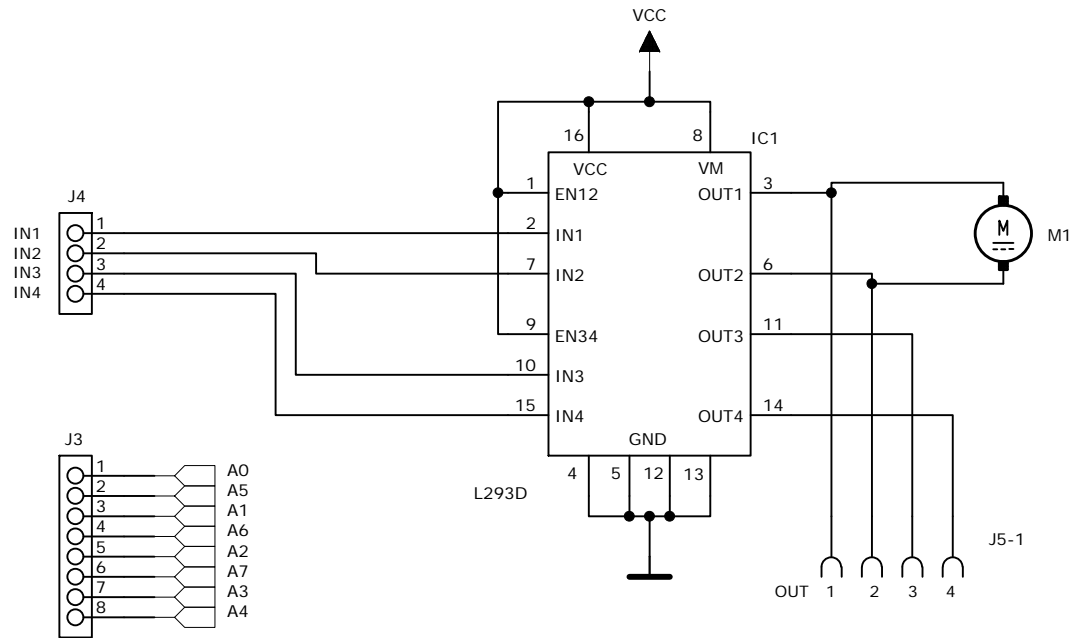 VCC
16 8 IC1
VCC VM
J4
1 EN12 OUT1 3
IN1 1 2 IN1 M M1
IN2 2
IN3 3 7 IN2 OUT2 6
IN4 4
9 EN34 OUT3 11
10 IN3
15 IN4 OUT4 14
GND
J3
4 5 12 13
1 A0
2 A5
L293D
3 A1
4 A6
J5-1
5 A2
6 A7
7 A3
OUT 1 2 3 4
8 A4